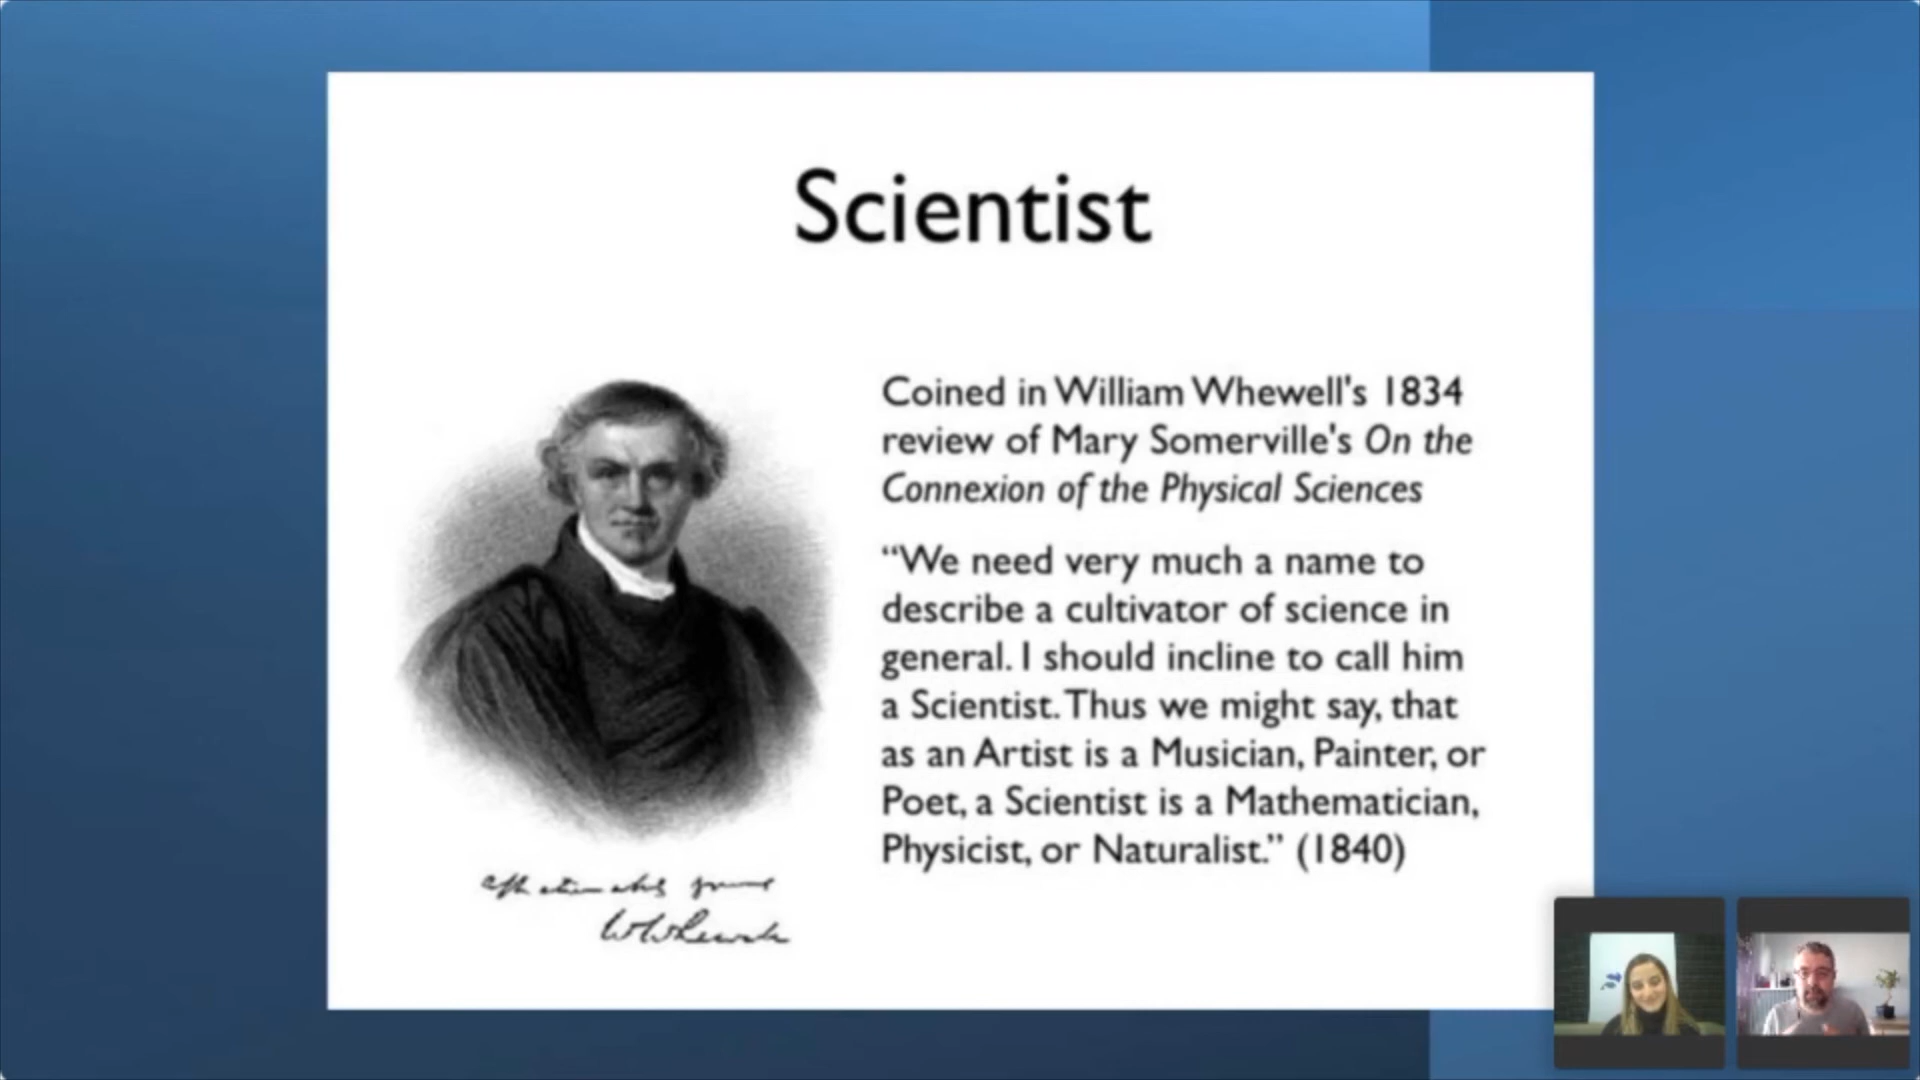 Scientist
Coined in William Whewell's 1834
review of Mary Somerville's On the
Connexion of the Physical Sciences
“We need very much a name to
describe a cultivator of science in
general. I should incline to call him
a Scientist. Thus we might say, that
as an Artist is a Musician, Painter, or
Poet, a Scientist is a Mathematician,
Physicist, or Naturalist.” (1840)
W Whewell